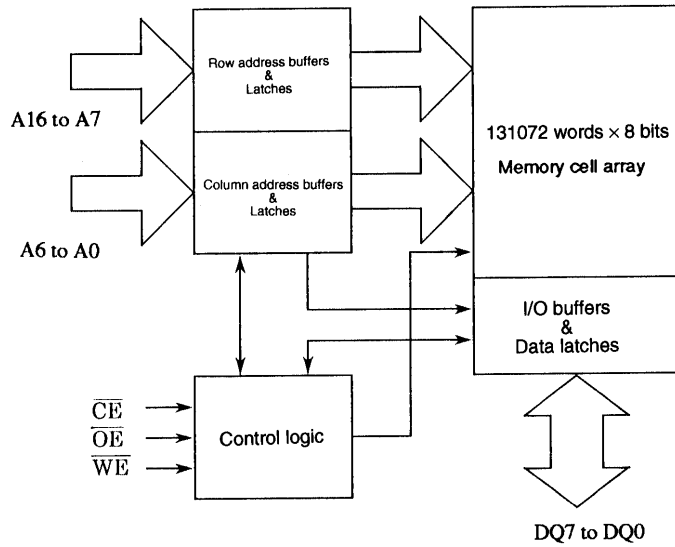 Row address buffers
&
Latches
A16 to A7
131072 words × 8 bits
Memory cell array
Column address buffers
&
Latches
A6 to A0
I/O buffers
&
Data latches
CE
OE
WE
Control logic
DQ7 to DQ0